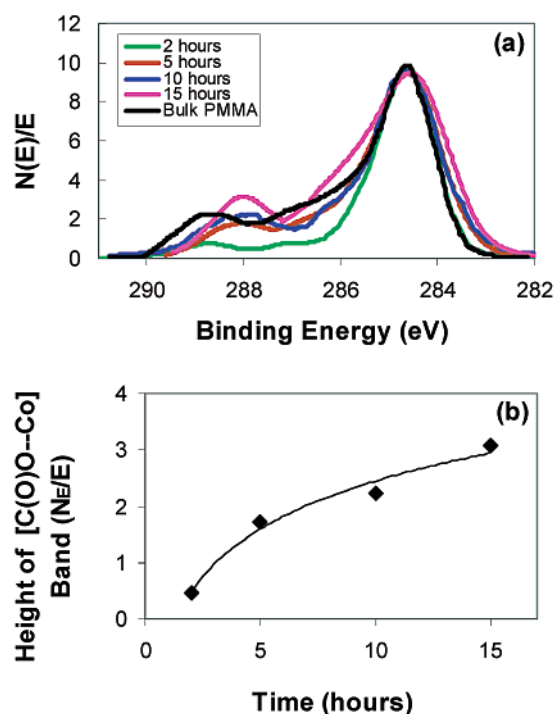 12
(a)
10
8
6
4
2
0
N(E)/E
2 hours
5 hours
10 hours
15 hours
Bulk PMMA
290 288 286 284 282
Binding Energy (eV)
4
(b)
3
2
1
0
Height of [C(O)O--Co]
Band (NE/E)
0 5 10 15
Time (hours)